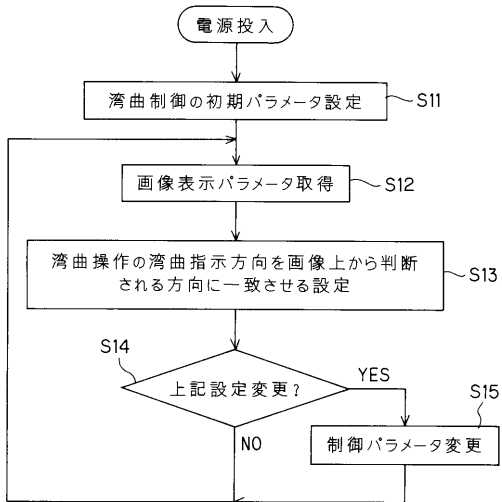 電源投入
湾曲制御の初期パラメータ設定
S11
画像表示パラメータ取得
S12
湾曲操作の湾曲指示方向を画像上から判断
される方向に一致させる設定
S13
S14
上記設定変更?
YES
S15
NO
制御パラメータ変更